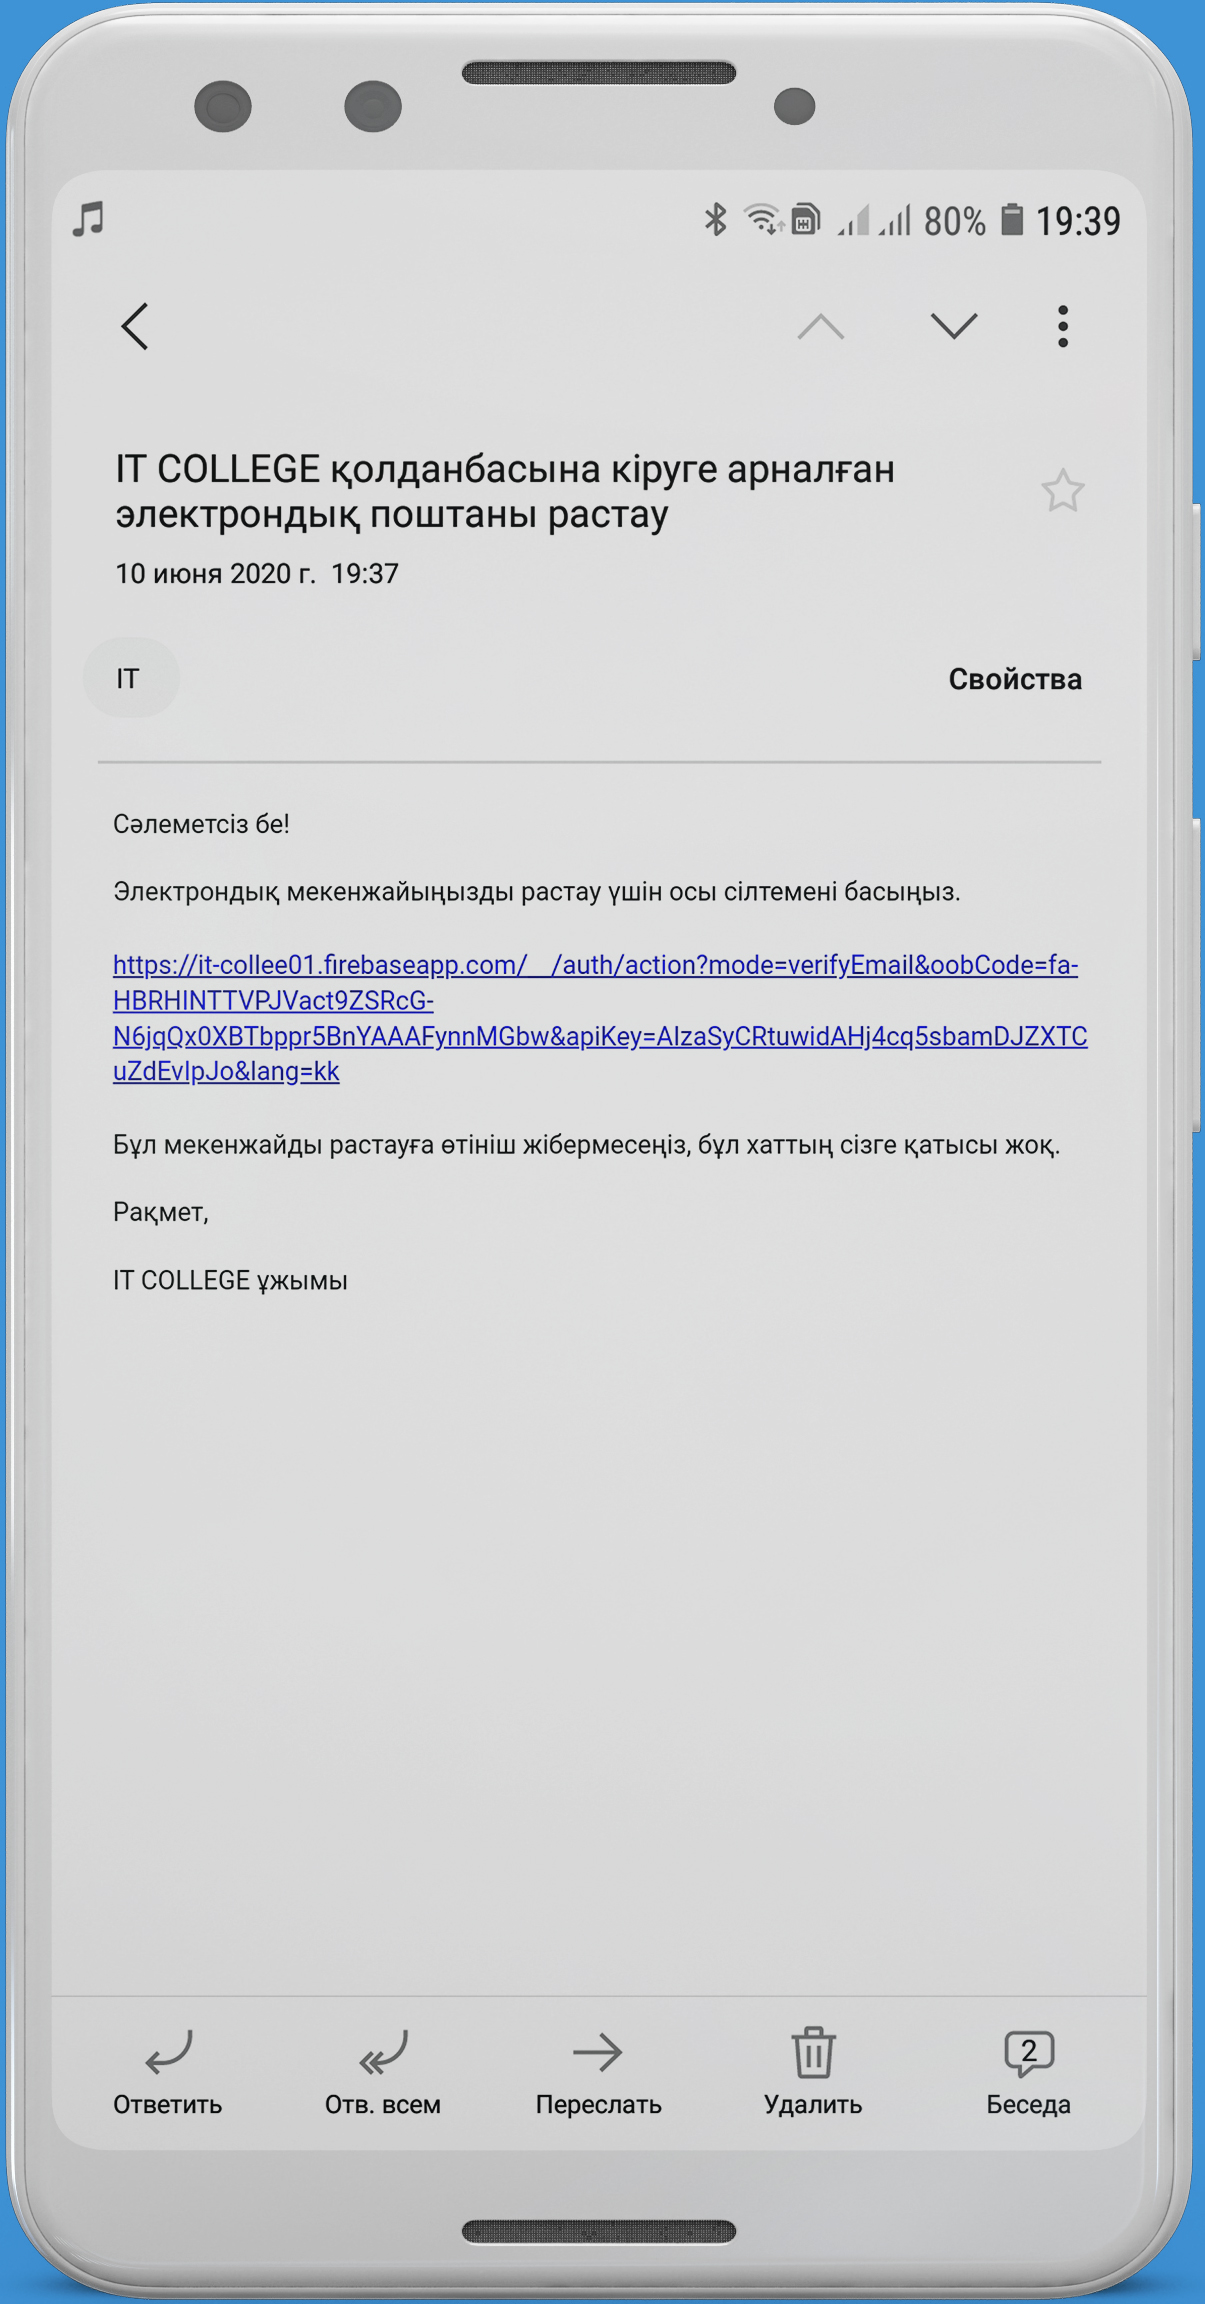 80% 19:39
IT COLLEGE қолданбасына кіруге арналған
электрондық поштаны растау
10 июня 2020 г. 19:37
IT
Свойства
Сәлеметсіз бе!
Электрондық мекенжайыңызды растау үшін осы сілтемені басыңыз.
https://it-collee01.firebaseapp.com/__/auth/action?mode=verifyEmail&oobCode=fa-
HBRHINTTVPJVact9ZSRcG-
N6jqQx0XBTbppr5BnYAAAFynnMGbw&apiKey=AIzaSyCRtuwidAHj4cq5sbamDJZXTC
uZdEvIpJo&lang=kk
Бұл мекенжайды растауға өтініш жібермесеңіз, бұл хаттың сізге қатысы жоқ.
Рақмет,
IT COLLEGE ұжымы
2
Ответить Отв. всем Переслать Удалить Беседа